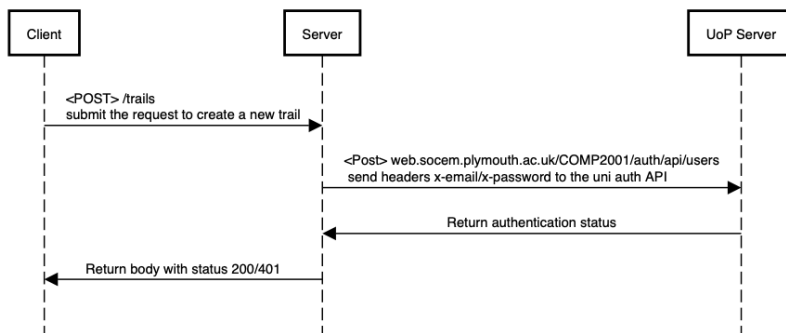 Client
Server
UoP Server
<POST> /trails
submit the request to create a new trail
<Post> web.socem.plymouth.ac.uk/COMP2001/auth/api/users
send headers x-email/x-password to the uni auth API
Return authentication status
Return body with status 200/401